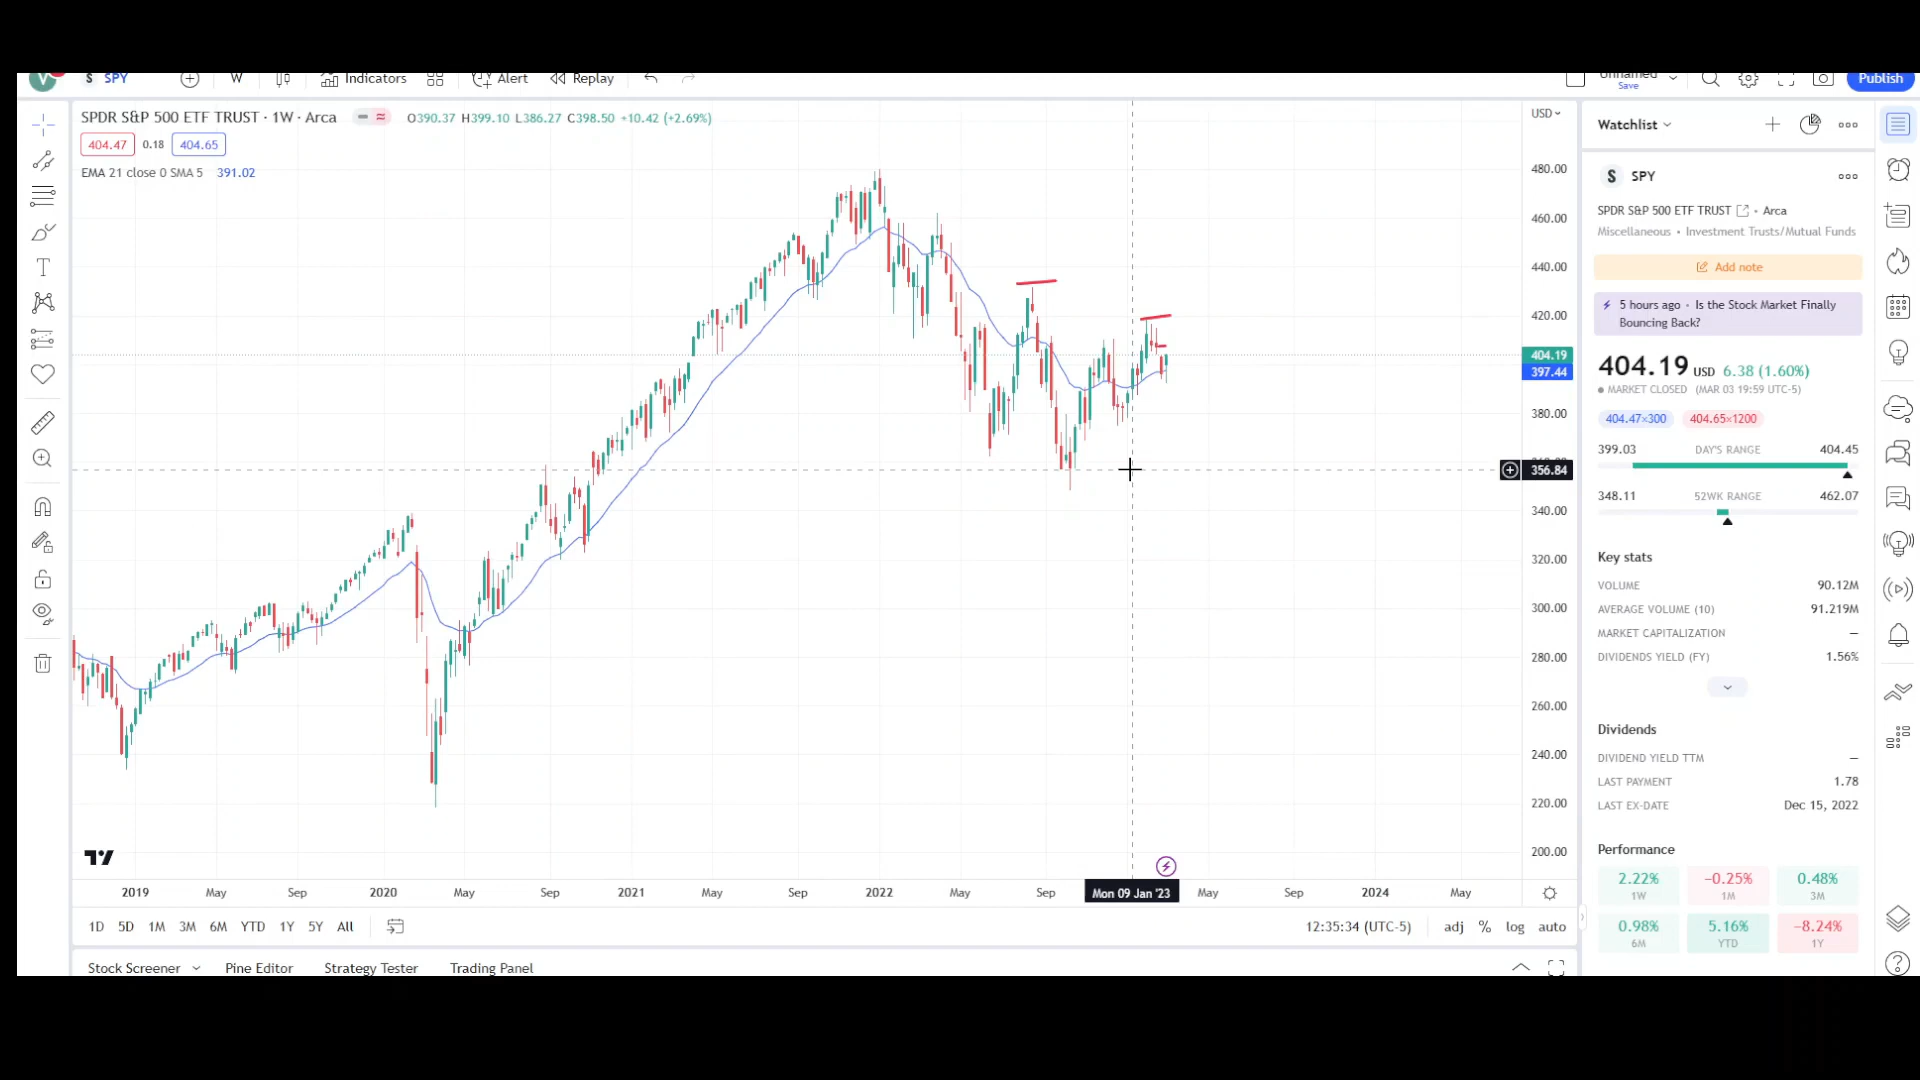 S SPY W Indicators Alert Replay Unnamed Save Publish
SPDR S&P 500 ETF TRUST · 1W · Arca O390.37 H399.10 L386.27 C398.50 +10.42 (+2.69%)
404.47 0.18 404.65
EMA 21 close 0 SMA 5 391.02
USD
480.00
460.00
440.00
420.00
404.19
397.44
380.00
356.84
340.00
320.00
300.00
280.00
260.00
240.00
220.00
200.00
2019 May Sep 2020 May Sep 2021 May Sep 2022 May Sep Mon 09 Jan '23 May Sep 2024 May
1D 5D 1M 3M 6M YTD 1Y 5Y All 12:35:34 (UTC-5) adj % log auto
Stock Screener Pine Editor Strategy Tester Trading Panel
Watchlist
S SPY
SPDR S&P 500 ETF TRUST · Arca
Miscellaneous • Investment Trusts/Mutual Funds
Add note
5 hours ago · Is the Stock Market Finally
Bouncing Back?
404.19 USD 6.38 (1.60%)
MARKET CLOSED (MAR 03 19:59 UTC-5)
404.47×300 404.65×1200
399.03 DAY'S RANGE 404.45
348.11 52WK RANGE 462.07
Key stats
VOLUME 90.12M
AVERAGE VOLUME (10) 91.219M
MARKET CAPITALIZATION —
DIVIDENDS YIELD (FY) 1.56%
Dividends
DIVIDEND YIELD TTM —
LAST PAYMENT 1.78
LAST EX-DATE Dec 15, 2022
Performance
2.22% −0.25% 0.48%
1W 1M 3M
0.98% 5.16% −8.24%
6M YTD 1Y